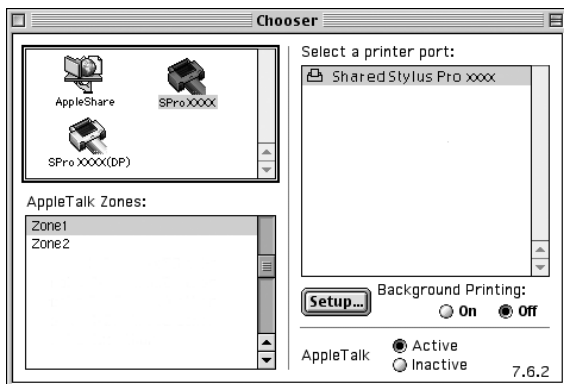 Chooser
AppleShare
SPro XXXX
SPro XXXX(DP)
AppleTalk Zones:
Zone1
Zone2
Select a printer port:
Shared Stylus Pro xxxx
Setup...
Background Printing:
On Off
AppleTalk
Active
Inactive
7.6.2